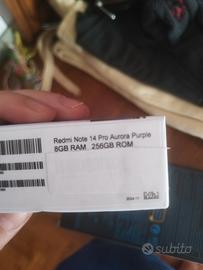 Redmi Note 14 Pro Aurora Purple
8GB RAM 256GB ROM
subito